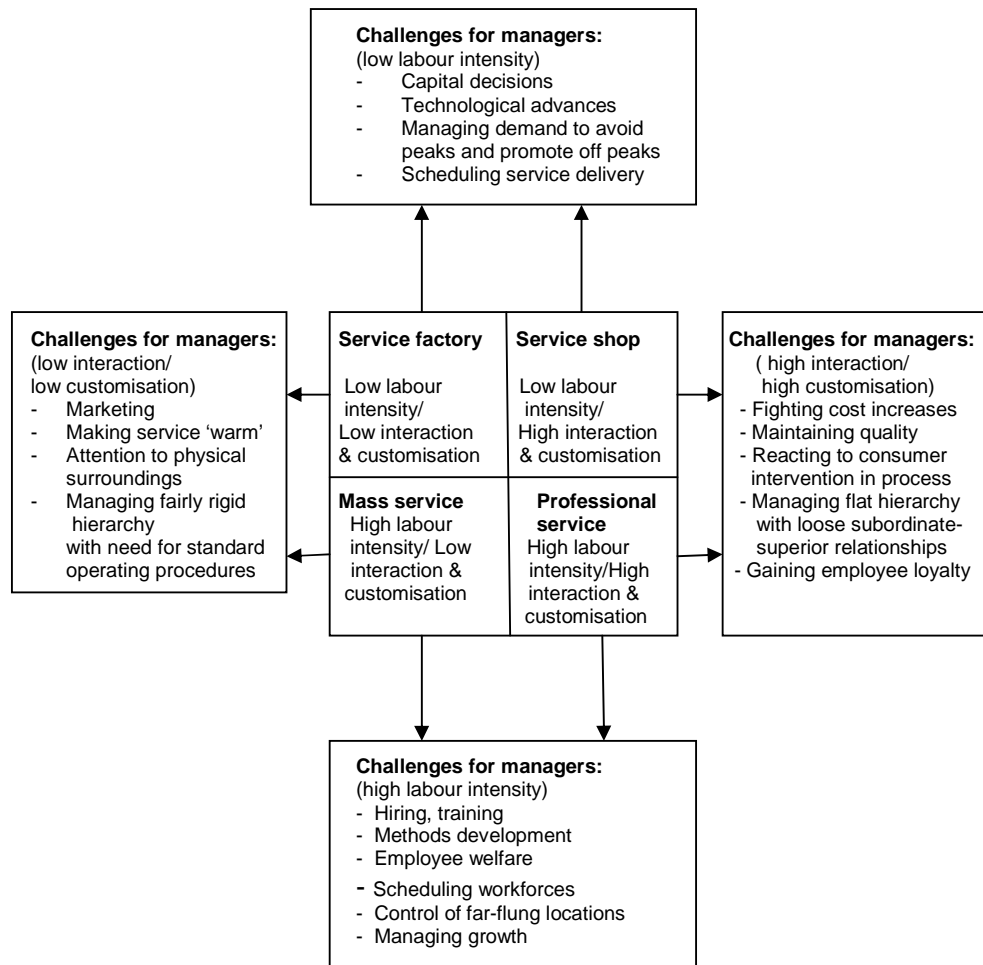 Challenges for managers:
(low labour intensity)
- Capital decisions
- Technological advances
- Managing demand to avoid
peaks and promote off peaks
- Scheduling service delivery
Challenges for managers:
(low interaction/
low customisation)
- Marketing
- Making service ‘warm’
- Attention to physical
surroundings
- Managing fairly rigid
hierarchy
with need for standard
operating procedures
Service factory
Low labour
intensity/
Low interaction
& customisation
Service shop
Low labour
intensity/
High interaction
& customisation
Mass service
High labour
intensity/ Low
interaction &
customisation
Professional
service
High labour
intensity/High
interaction &
customisation
Challenges for managers:
( high interaction/
high customisation)
- Fighting cost increases
- Maintaining quality
- Reacting to consumer
intervention in process
- Managing flat hierarchy
with loose subordinate-
superior relationships
- Gaining employee loyalty
Challenges for managers:
(high labour intensity)
- Hiring, training
- Methods development
- Employee welfare
- Scheduling workforces
- Control of far-flung locations
- Managing growth